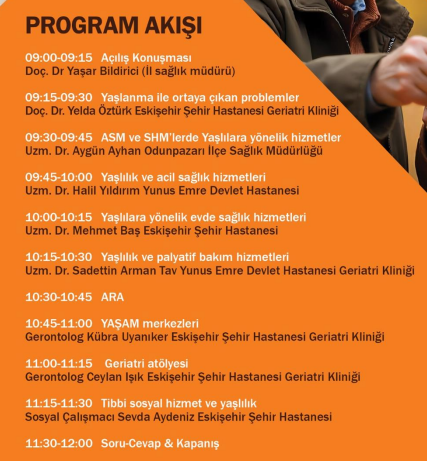 PROGRAM AKIŞI
09:00-09:15 Açılış Konuşması
Doç. Dr Yaşar Bildirici (İl sağlık müdürü)
09:15-09:30 Yaşlanma ile ortaya çıkan problemler
Doç. Dr. Yelda Öztürk Eskişehir Şehir Hastanesi Geriatri Kliniği
09:30-09:45 ASM ve SHM'lerde Yaşlılara yönelik hizmetler
Uzm. Dr. Aygün Ayhan Odunpazarı İlçe Sağlık Müdürlüğü
09:45-10:00 Yaşlılık ve acil sağlık hizmetleri
Uzm. Dr. Halil Yıldırım Yunus Emre Devlet Hastanesi
10:00-10:15 Yaşlılara yönelik evde sağlık hizmetleri
Uzm. Dr. Mehmet Baş Eskişehir Şehir Hastanesi
10:15-10:30 Yaşlılık ve palyatif bakım hizmetleri
Uzm. Dr. Sadettin Arman Tav Yunus Emre Devlet Hastanesi Geriatri Kliniği
10:30-10:45 ARA
10:45-11:00 YAŞAM merkezleri
Gerontolog Kübra Uyanıker Eskişehir Şehir Hastanesi Geriatri Kliniği
11:00-11:15 Geriatri atölyesi
Gerontolog Ceylan Işık Eskişehir Şehir Hastanesi Geriatri Kliniği
11:15-11:30 Tibbi sosyal hizmet ve yaşlılık
Sosyal Çalışmacı Sevda Aydeniz Eskişehir Şehir Hastanesi
11:30-12:00 Soru-Cevap & Kapanış